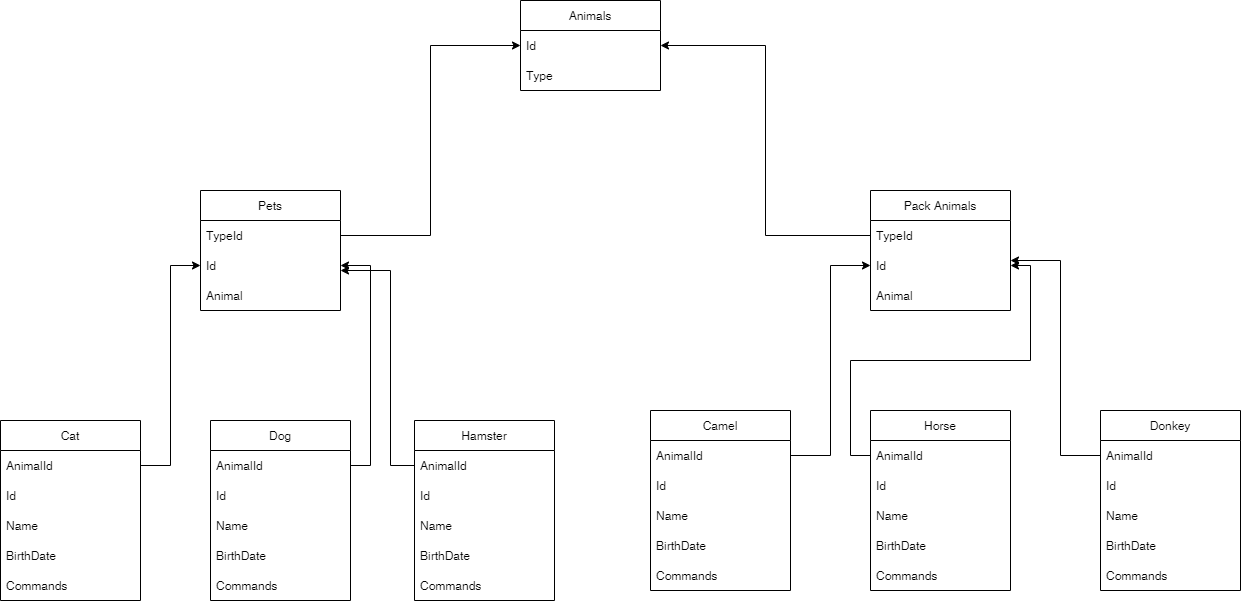 Animals
Id
Type
Pets
TypeId
Id
Animal
Pack Animals
TypeId
Id
Animal
Cat
AnimalId
Id
Name
BirthDate
Commands
Dog
AnimalId
Id
Name
BirthDate
Commands
Hamster
AnimalId
Id
Name
BirthDate
Commands
Camel
AnimalId
Id
Name
BirthDate
Commands
Horse
AnimalId
Id
Name
BirthDate
Commands
Donkey
AnimalId
Id
Name
BirthDate
Commands